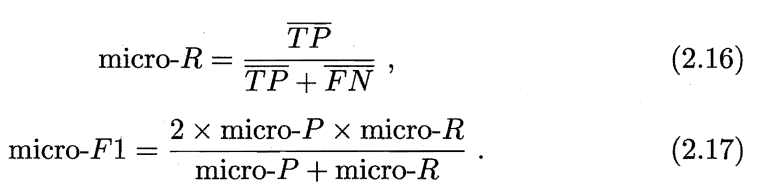 micro-R = \frac{\overline{TP}}{\overline{TP} + \overline{FN}} , (2.16)
micro-F1 = \frac{2 × micro-P × micro-R}{micro-P + micro-R} . (2.17)